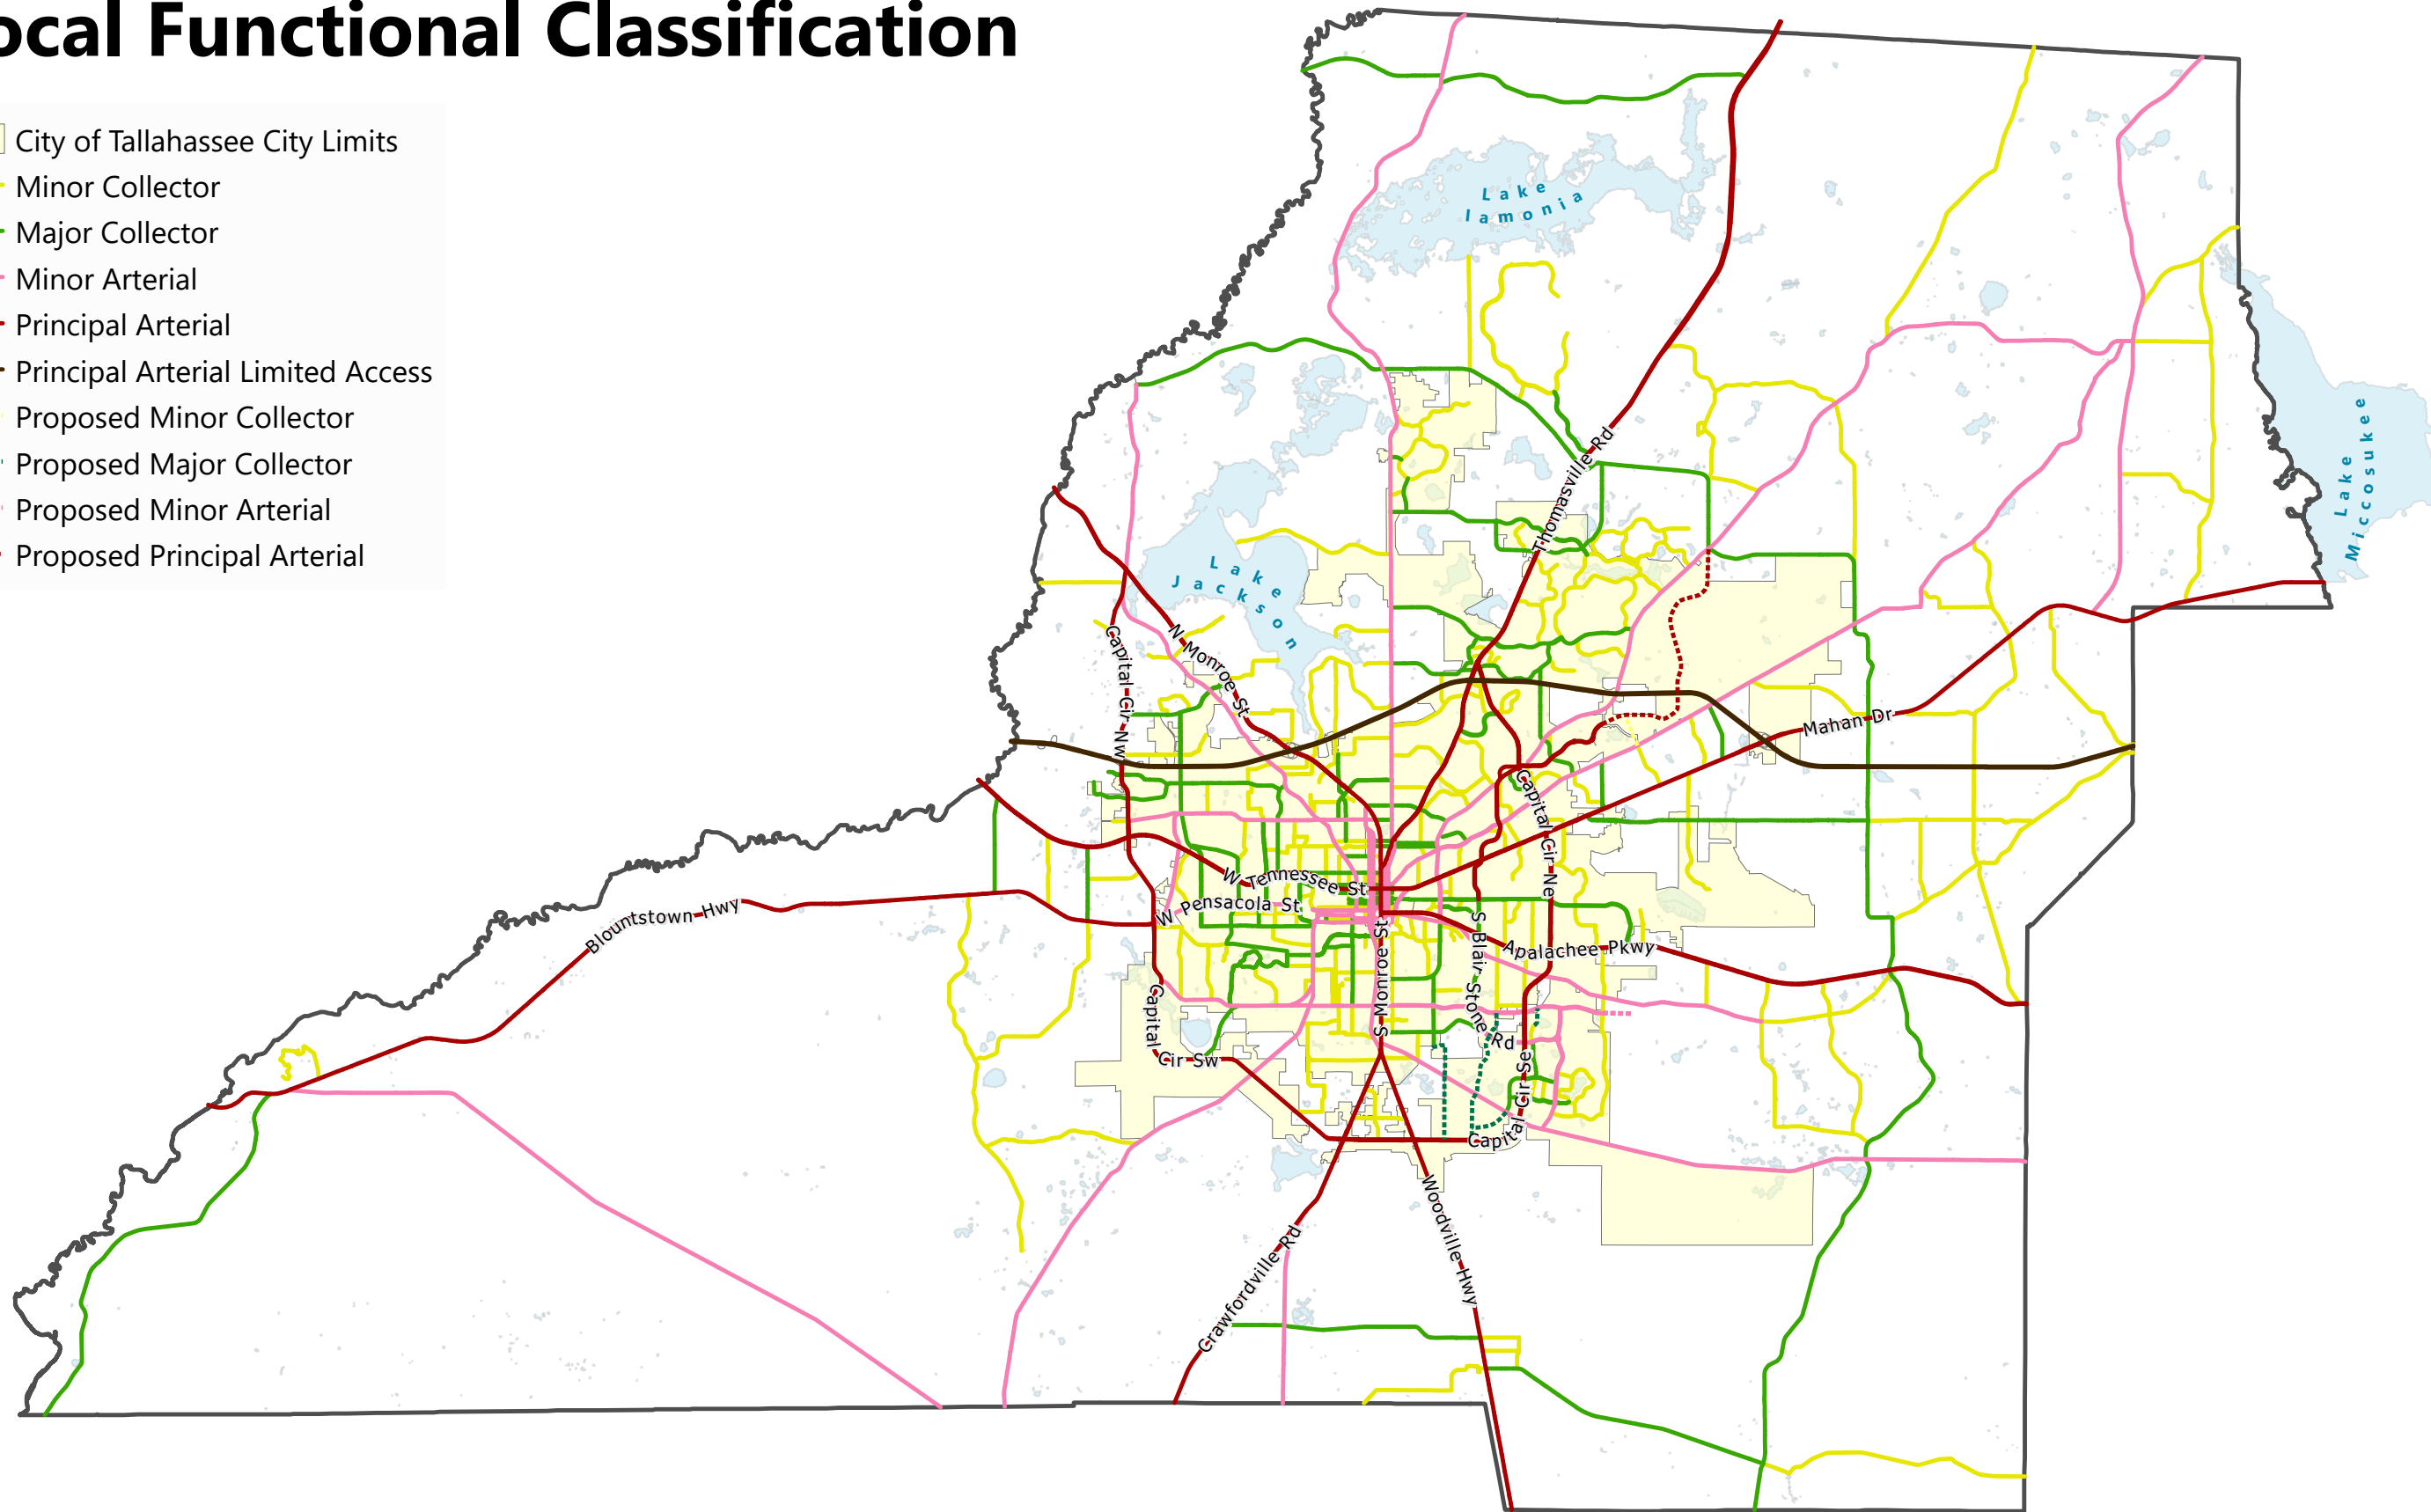 ocal Functional Classification
City of Tallahassee City Limits
Minor Collector
Major Collector
Minor Arterial
Principal Arterial
Principal Arterial Limited Access
Proposed Minor Collector
Proposed Major Collector
Proposed Minor Arterial
Proposed Principal Arterial
Lake
Iamonia
Lake
Miccosukee
Thomasville Rd
Lake
Jackson
N Monroe St
Capital Cir Nw
Mahan Dr
Capital Cir Ne
W Tennessee St
W Pensacola St
Blountstown Hwy
S Monroe St
S Blair Stone Rd
Apalachee Pkwy
Capital Cir Sw
Capital Cir Se
Woodville Hwy
Crawfordville Rd